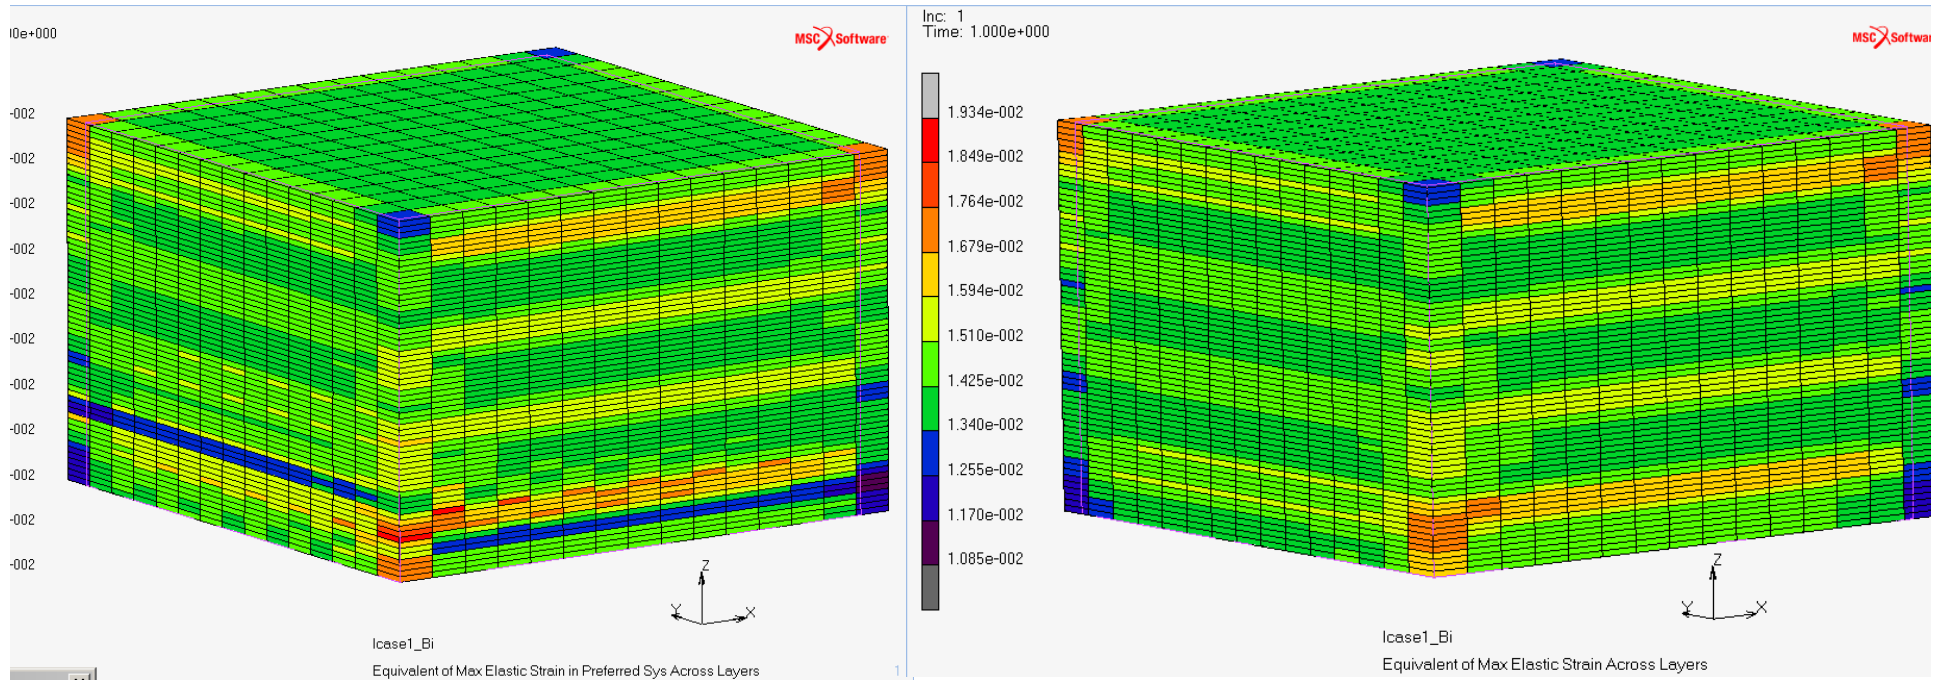 0e+000
MSC Software
-002
-002
-002
-002
-002
-002
-002
-002
-002
-002
-002
Z
Y
X
lcase1_Bi
Equivalent of Max Elastic Strain in Preferred Sys Across Layers
1
Inc: 1
Time: 1.000e+000
MSC Softwar
1.934e-002
1.849e-002
1.764e-002
1.679e-002
1.594e-002
1.510e-002
1.425e-002
1.340e-002
1.255e-002
1.170e-002
1.085e-002
Z
Y
X
lcase1_Bi
Equivalent of Max Elastic Strain Across Layers